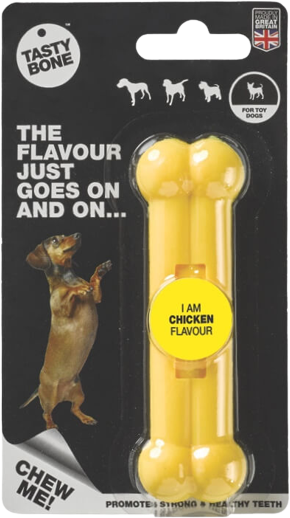 TASTY
BONE
PROUDLY
MADE IN
GREAT
BRITAIN
FOR TOY
DOGS
THE
FLAVOUR
JUST
GOES ON
AND ON...
I AM
CHICKEN
FLAVOUR
CHEW
ME!
PROMOTES STRONG & HEALTHY TEETH